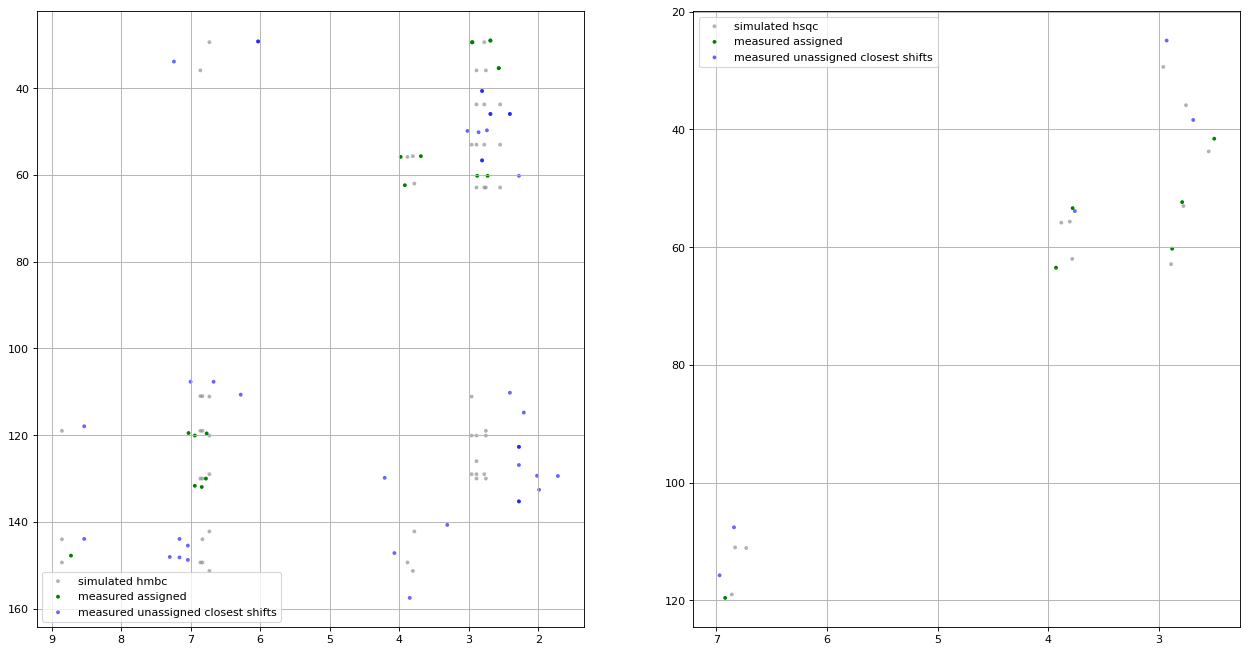 40
60
80
100
120
140
160
9 8 7 6 5 4 3 2
simulated hmbc
measured assigned
measured unassigned closest shifts
20
40
60
80
100
120
7 6 5 4 3
simulated hsqc
measured assigned
measured unassigned closest shifts